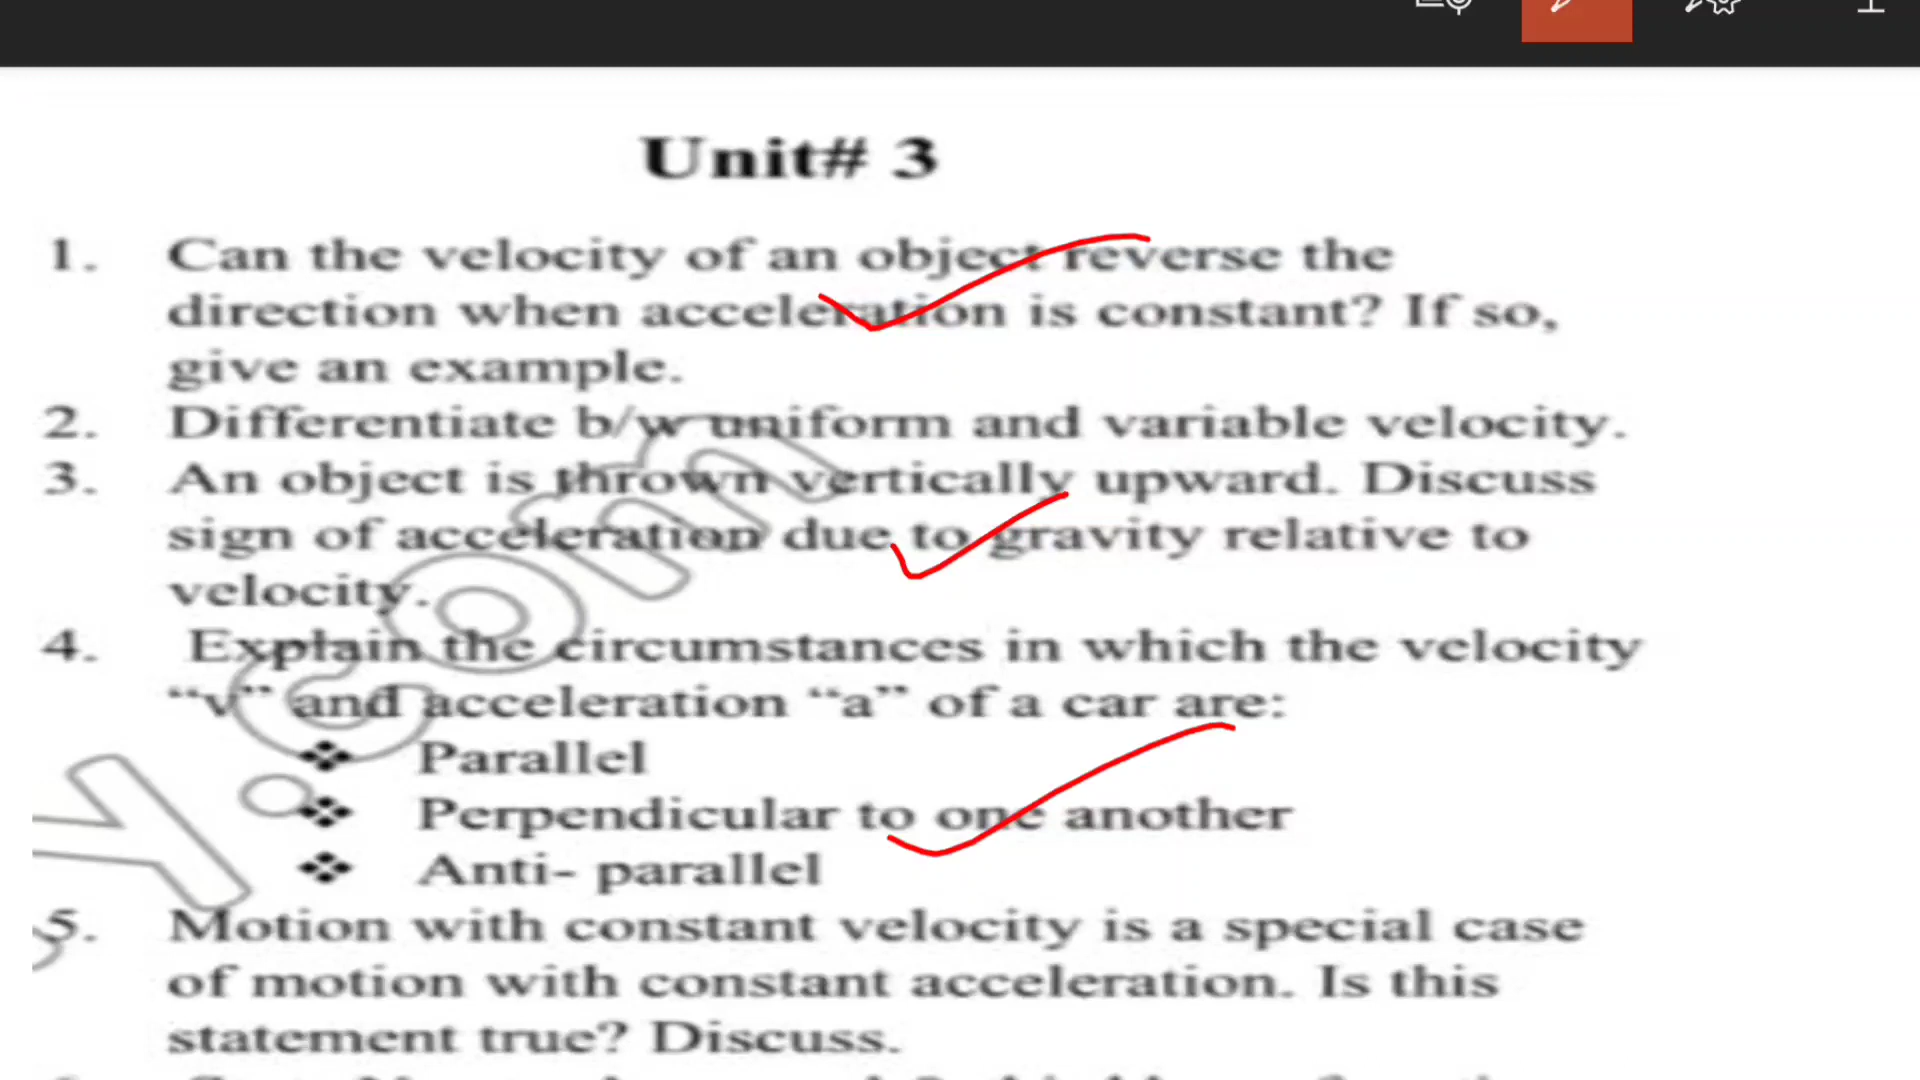 Unit# 3
1. Can the velocity of an object reverse the
direction when acceleration is constant? If so,
give an example.
2. Differentiate b/w uniform and variable velocity.
3. An object is thrown vertically upward. Discuss
sign of acceleration due to gravity relative to
velocity.
4. Explain the circumstances in which the velocity
“v” and acceleration “a” of a car are:
❖ Parallel
❖ Perpendicular to one another
❖ Anti- parallel
5. Motion with constant velocity is a special case
of motion with constant acceleration. Is this
statement true? Discuss.
y.com